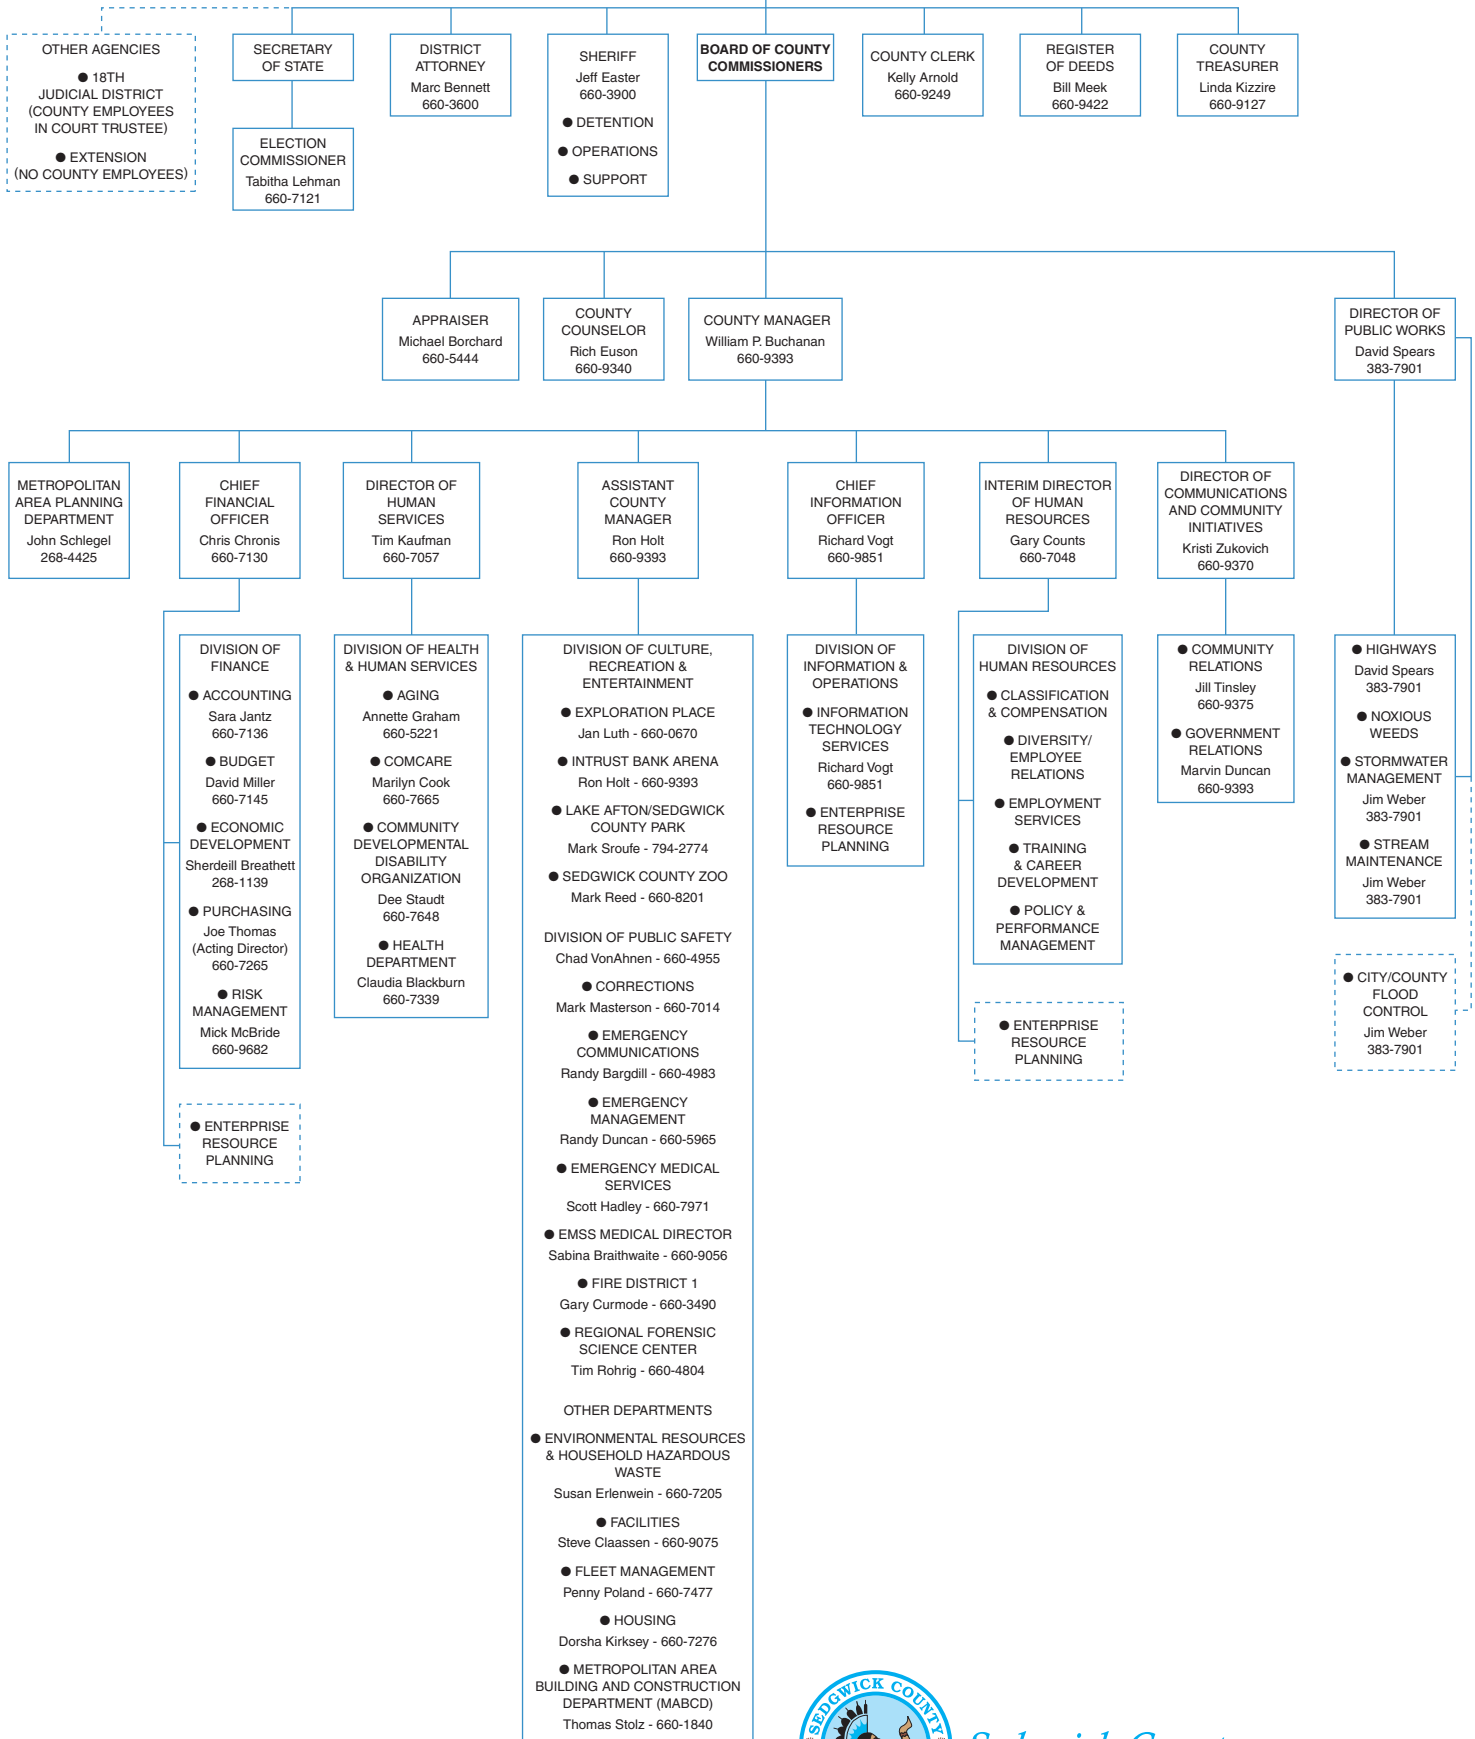 OTHER AGENCIES
● 18TH
JUDICIAL DISTRICT
(COUNTY EMPLOYEES
IN COURT TRUSTEE)
● EXTENSION
(NO COUNTY EMPLOYEES)
SECRETARY
OF STATE
ELECTION
COMMISSIONER
Tabitha Lehman
660-7121
DISTRICT
ATTORNEY
Marc Bennett
660-3600
SHERIFF
Jeff Easter
660-3900
● DETENTION
● OPERATIONS
● SUPPORT
BOARD OF COUNTY
COMMISSIONERS
COUNTY CLERK
Kelly Arnold
660-9249
REGISTER
OF DEEDS
Bill Meek
660-9422
COUNTY
TREASURER
Linda Kizzire
660-9127
APPRAISER
Michael Borchard
660-5444
COUNTY
COUNSELOR
Rich Euson
660-9340
COUNTY MANAGER
William P. Buchanan
660-9393
DIRECTOR OF
PUBLIC WORKS
David Spears
383-7901
METROPOLITAN
AREA PLANNING
DEPARTMENT
John Schlegel
268-4425
CHIEF
FINANCIAL
OFFICER
Chris Chronis
660-7130
DIRECTOR OF
HUMAN
SERVICES
Tim Kaufman
660-7057
ASSISTANT
COUNTY
MANAGER
Ron Holt
660-9393
CHIEF
INFORMATION
OFFICER
Richard Vogt
660-9851
INTERIM DIRECTOR
OF HUMAN
RESOURCES
Gary Counts
660-7048
DIRECTOR OF
COMMUNICATIONS
AND COMMUNITY
INITIATIVES
Kristi Zukovich
660-9370
DIVISION OF
FINANCE
● ACCOUNTING
Sara Jantz
660-7136
● BUDGET
David Miller
660-7145
● ECONOMIC
DEVELOPMENT
Sherdeill Breathett
268-1139
● PURCHASING
Joe Thomas
(Acting Director)
660-7265
● RISK
MANAGEMENT
Mick McBride
660-9682
● ENTERPRISE
RESOURCE
PLANNING
DIVISION OF HEALTH
& HUMAN SERVICES
● AGING
Annette Graham
660-5221
● COMCARE
Marilyn Cook
660-7665
● COMMUNITY
DEVELOPMENTAL
DISABILITY
ORGANIZATION
Dee Staudt
660-7648
● HEALTH
DEPARTMENT
Claudia Blackburn
660-7339
DIVISION OF CULTURE,
RECREATION &
ENTERTAINMENT
● EXPLORATION PLACE
Jan Luth - 660-0670
● INTRUST BANK ARENA
Ron Holt - 660-9393
● LAKE AFTON/SEDGWICK
COUNTY PARK
Mark Sroufe - 794-2774
● SEDGWICK COUNTY ZOO
Mark Reed - 660-8201
DIVISION OF PUBLIC SAFETY
Chad VonAhnen - 660-4955
● CORRECTIONS
Mark Masterson - 660-7014
● EMERGENCY
COMMUNICATIONS
Randy Bargdill - 660-4983
● EMERGENCY
MANAGEMENT
Randy Duncan - 660-5965
● EMERGENCY MEDICAL
SERVICES
Scott Hadley - 660-7971
● EMSS MEDICAL DIRECTOR
Sabina Braithwaite - 660-9056
● FIRE DISTRICT 1
Gary Curmode - 660-3490
● REGIONAL FORENSIC
SCIENCE CENTER
Tim Rohrig - 660-4804
OTHER DEPARTMENTS
● ENVIRONMENTAL RESOURCES
& HOUSEHOLD HAZARDOUS
WASTE
Susan Erlenwein - 660-7205
● FACILITIES
Steve Claassen - 660-9075
● FLEET MANAGEMENT
Penny Poland - 660-7477
● HOUSING
Dorsha Kirksey - 660-7276
● METROPOLITAN AREA
BUILDING AND CONSTRUCTION
DEPARTMENT (MABCD)
Thomas Stolz - 660-1840
DIVISION OF
INFORMATION &
OPERATIONS
● INFORMATION
TECHNOLOGY
SERVICES
Richard Vogt
660-9851
● ENTERPRISE
RESOURCE
PLANNING
DIVISION OF
HUMAN RESOURCES
● CLASSIFICATION
& COMPENSATION
● DIVERSITY/
EMPLOYEE
RELATIONS
● EMPLOYMENT
SERVICES
● TRAINING
& CAREER
DEVELOPMENT
● POLICY &
PERFORMANCE
MANAGEMENT
● ENTERPRISE
RESOURCE
PLANNING
● COMMUNITY
RELATIONS
Jill Tinsley
660-9375
● GOVERNMENT
RELATIONS
Marvin Duncan
660-9393
● HIGHWAYS
David Spears
383-7901
● NOXIOUS
WEEDS
● STORMWATER
MANAGEMENT
Jim Weber
383-7901
● STREAM
MAINTENANCE
Jim Weber
383-7901
● CITY/COUNTY
FLOOD
CONTROL
Jim Weber
383-7901
SEDGWICK COUNTY